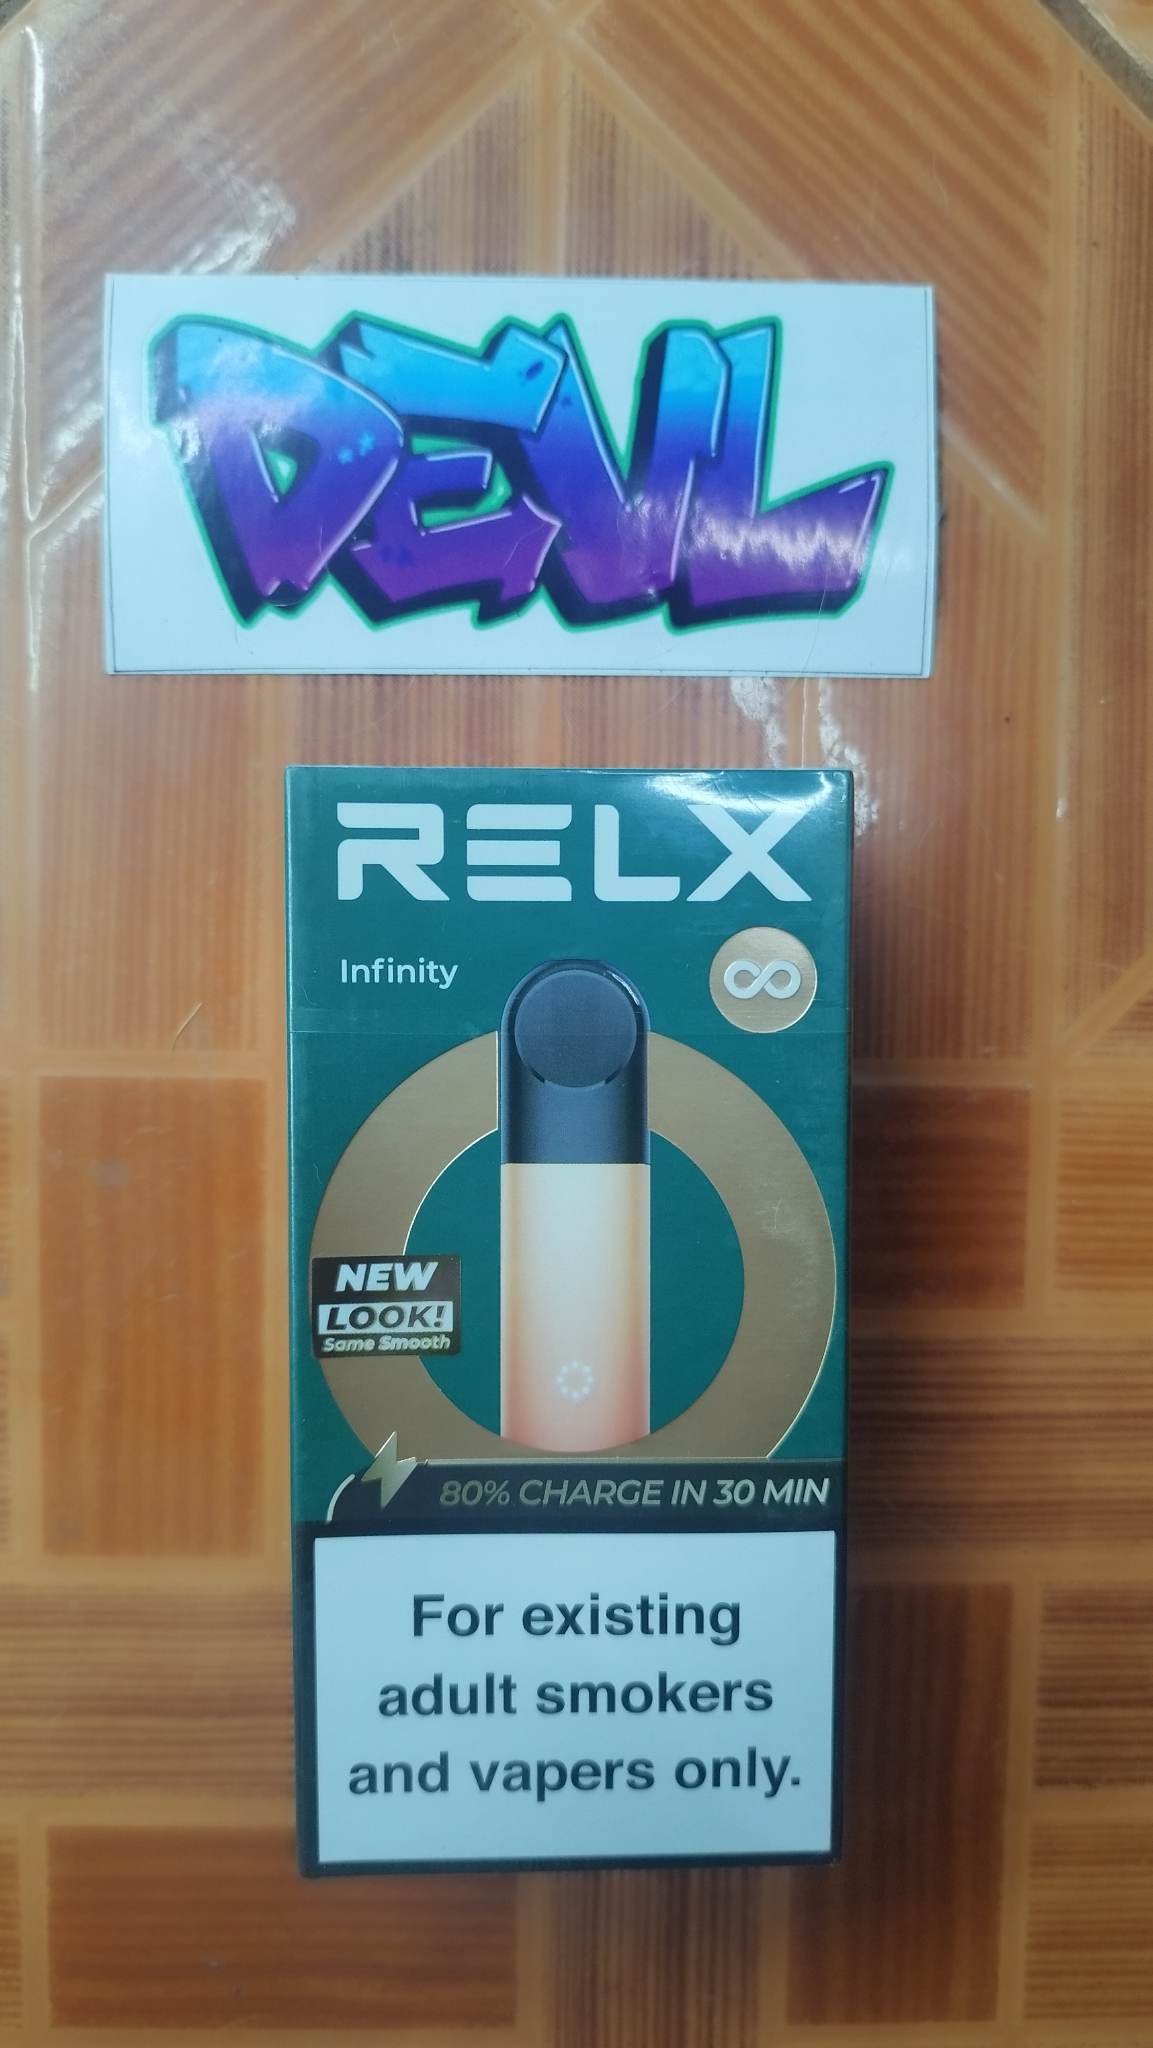 DEVIL
RELX
Infinity
NEW
LOOK!
Same Smooth
80% CHARGE IN 30 MIN
For existing
adult smokers
and vapers only.